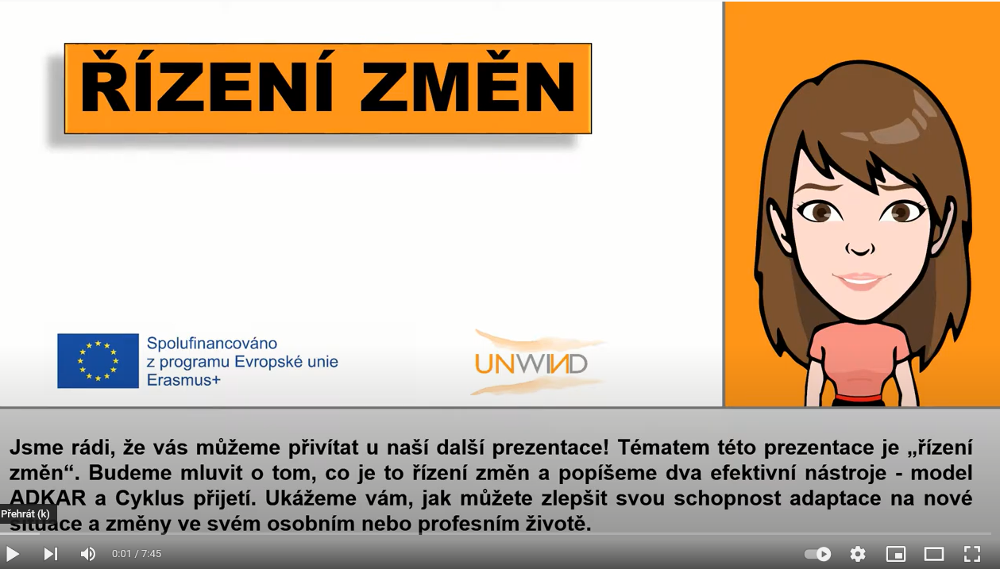 ŘÍZENÍ ZMĚN
Spolufinancováno
z programu Evropské unie
Erasmus+
UNWIND
Jsme rádi, že vás můžeme přivítat u naší další prezentace! Tématem této prezentace je „řízení
změn“. Budeme mluvit o tom, co je to řízení změn a popíšeme dva efektivní nástroje - model
ADKAR a Cyklus přijetí. Ukážeme vám, jak můžete zlepšit svou schopnost adaptace na nové
Přehrát (k)
situace a změny ve svém osobním nebo profesním životě.
0:01 / 7:45